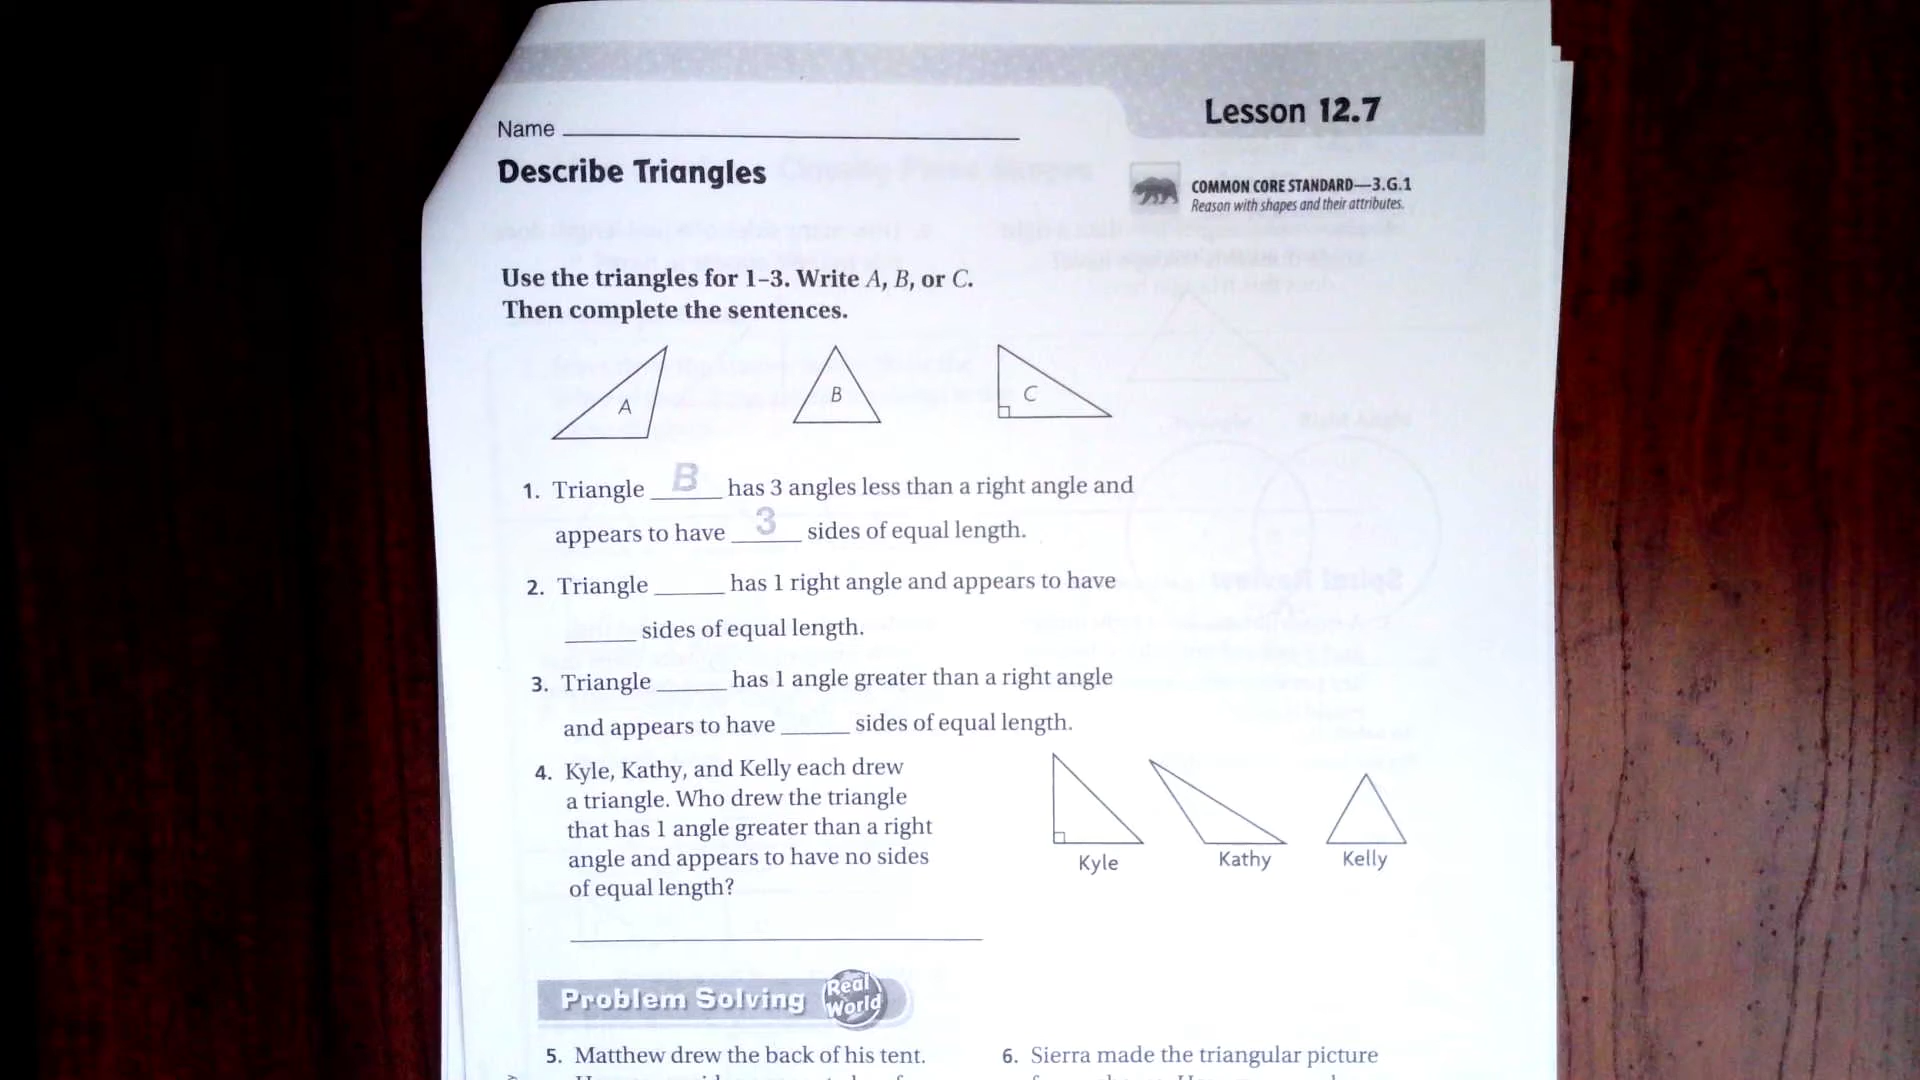 Lesson 12.7
Name
Describe Triangles
COMMON CORE STANDARD—3.G.1
Reason with shapes and their attributes.
Use the triangles for 1–3. Write A, B, or C.
Then complete the sentences.
A B C
1. Triangle B has 3 angles less than a right angle and
appears to have 3 sides of equal length.
2. Triangle ______ has 1 right angle and appears to have
______ sides of equal length.
3. Triangle ______ has 1 angle greater than a right angle
and appears to have ______ sides of equal length.
4. Kyle, Kathy, and Kelly each drew
a triangle. Who drew the triangle
that has 1 angle greater than a right
angle and appears to have no sides
of equal length?
Kyle Kathy Kelly
Problem Solving Real World
5. Matthew drew the back of his tent.
6. Sierra made the triangular picture